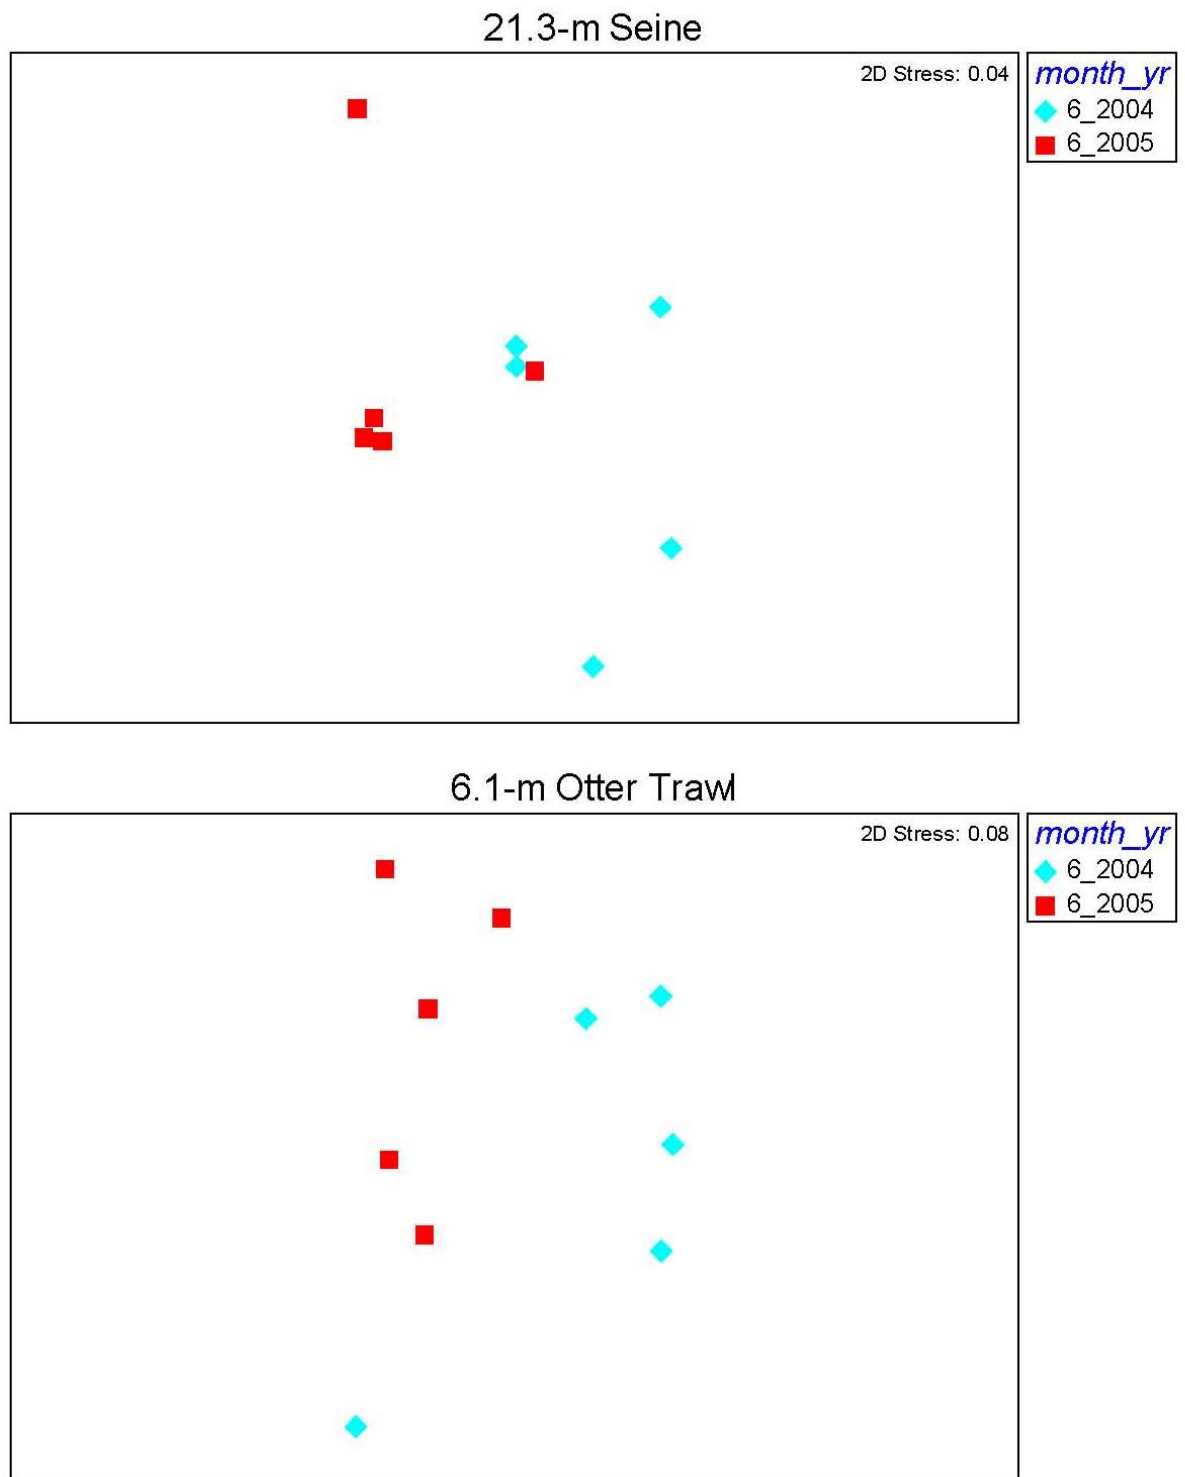 21.3-m Seine
2D Stress: 0.04
month_yr
6_2004
6_2005
6.1-m Otter Trawl
2D Stress: 0.08
month_yr
6_2004
6_2005